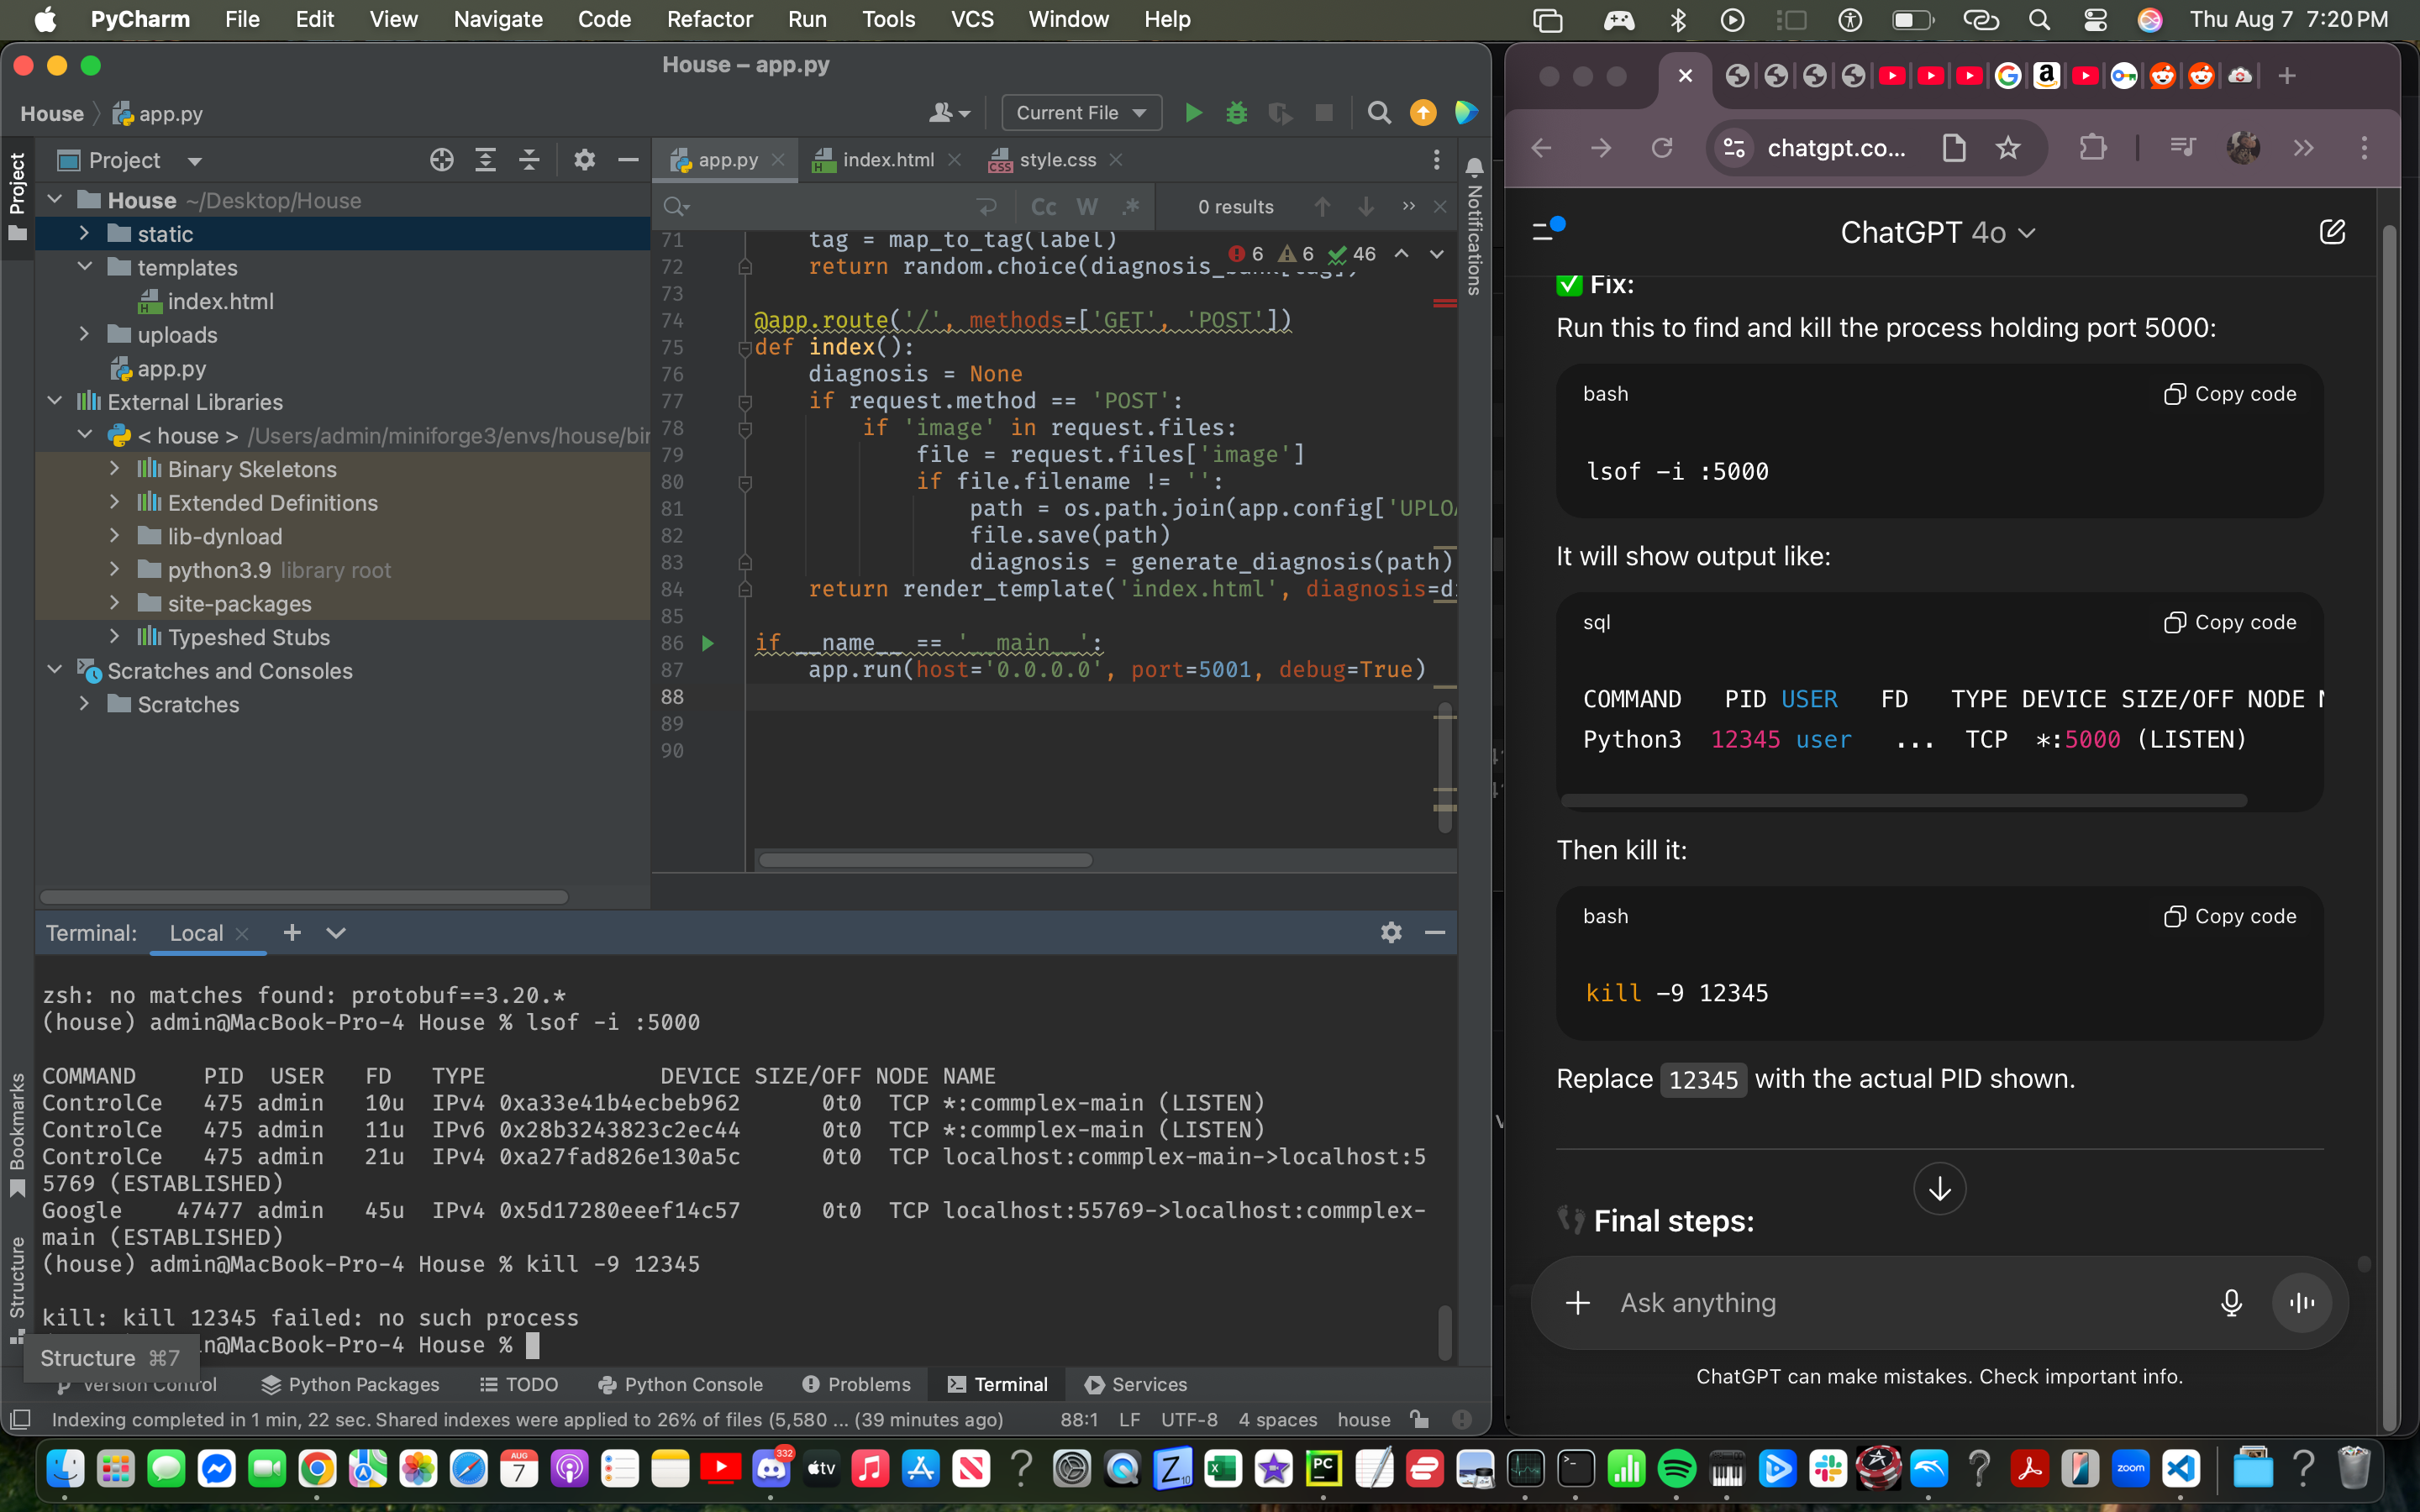 PyCharm File Edit View Navigate Code Refactor Run Tools VCS Window Help
Thu Aug 7 7:20 PM
House – app.py
House app.py
Current File
Project
Project
House ~/Desktop/House
static
templates
index.html
uploads
app.py
External Libraries
< house > /Users/admin/miniforge3/envs/house/bin
Binary Skeletons
Extended Definitions
lib-dynload
python3.9 library root
site-packages
Typeshed Stubs
Scratches and Consoles
Scratches
app.py index.html style.css
Cc W .* 0 results
Notifications
6 6 46
71 tag = map_to_tag(label)
72 return random.choice(diagnosis_
73
74 @app.route('/', methods=['GET', 'POST'])
75 def index():
76 diagnosis = None
77 if request.method == 'POST':
78 if 'image' in request.files:
79 file = request.files['image']
80 if file.filename != '':
81 path = os.path.join(app.config['UPLOA
82 file.save(path)
83 diagnosis = generate_diagnosis(path)
84 return render_template('index.html', diagnosis=di
85
86 if __name__ == '__main__':
87 app.run(host='0.0.0.0', port=5001, debug=True)
88
89
90
Terminal: Local
zsh: no matches found: protobuf==3.20.*
(house) admin@MacBook-Pro-4 House % lsof -i :5000
COMMAND PID USER FD TYPE DEVICE SIZE/OFF NODE NAME
ControlCe 475 admin 10u IPv4 0xa33e41b4ecbeb962 0t0 TCP *:commplex-main (LISTEN)
ControlCe 475 admin 11u IPv6 0x28b3243823c2ec44 0t0 TCP *:commplex-main (LISTEN)
ControlCe 475 admin 21u IPv4 0xa27fad826e130a5c 0t0 TCP localhost:commplex-main->localhost:5
5769 (ESTABLISHED)
Google 47477 admin 45u IPv4 0x5d17280eeef14c57 0t0 TCP localhost:55769->localhost:commplex-
main (ESTABLISHED)
(house) admin@MacBook-Pro-4 House % kill -9 12345
kill: kill 12345 failed: no such process
n@MacBook-Pro-4 House %
Bookmarks
Structure
Structure ⌘7
Version Control Python Packages TODO Python Console Problems Terminal Services
Indexing completed in 1 min, 22 sec. Shared indexes were applied to 26% of files (5,580 ... (39 minutes ago) 88:1 LF UTF-8 4 spaces house
chatgpt.co...
ChatGPT 4o
✅ Fix:
Run this to find and kill the process holding port 5000:
bash Copy code
lsof -i :5000
It will show output like:
sql Copy code
COMMAND PID USER FD TYPE DEVICE SIZE/OFF NODE N
Python3 12345 user ... TCP *:5000 (LISTEN)
Then kill it:
bash Copy code
kill -9 12345
Replace 12345 with the actual PID shown.
👣 Final steps:
Ask anything
ChatGPT can make mistakes. Check important info.
AUG
7
332
tv
Z
10
PC
zoom